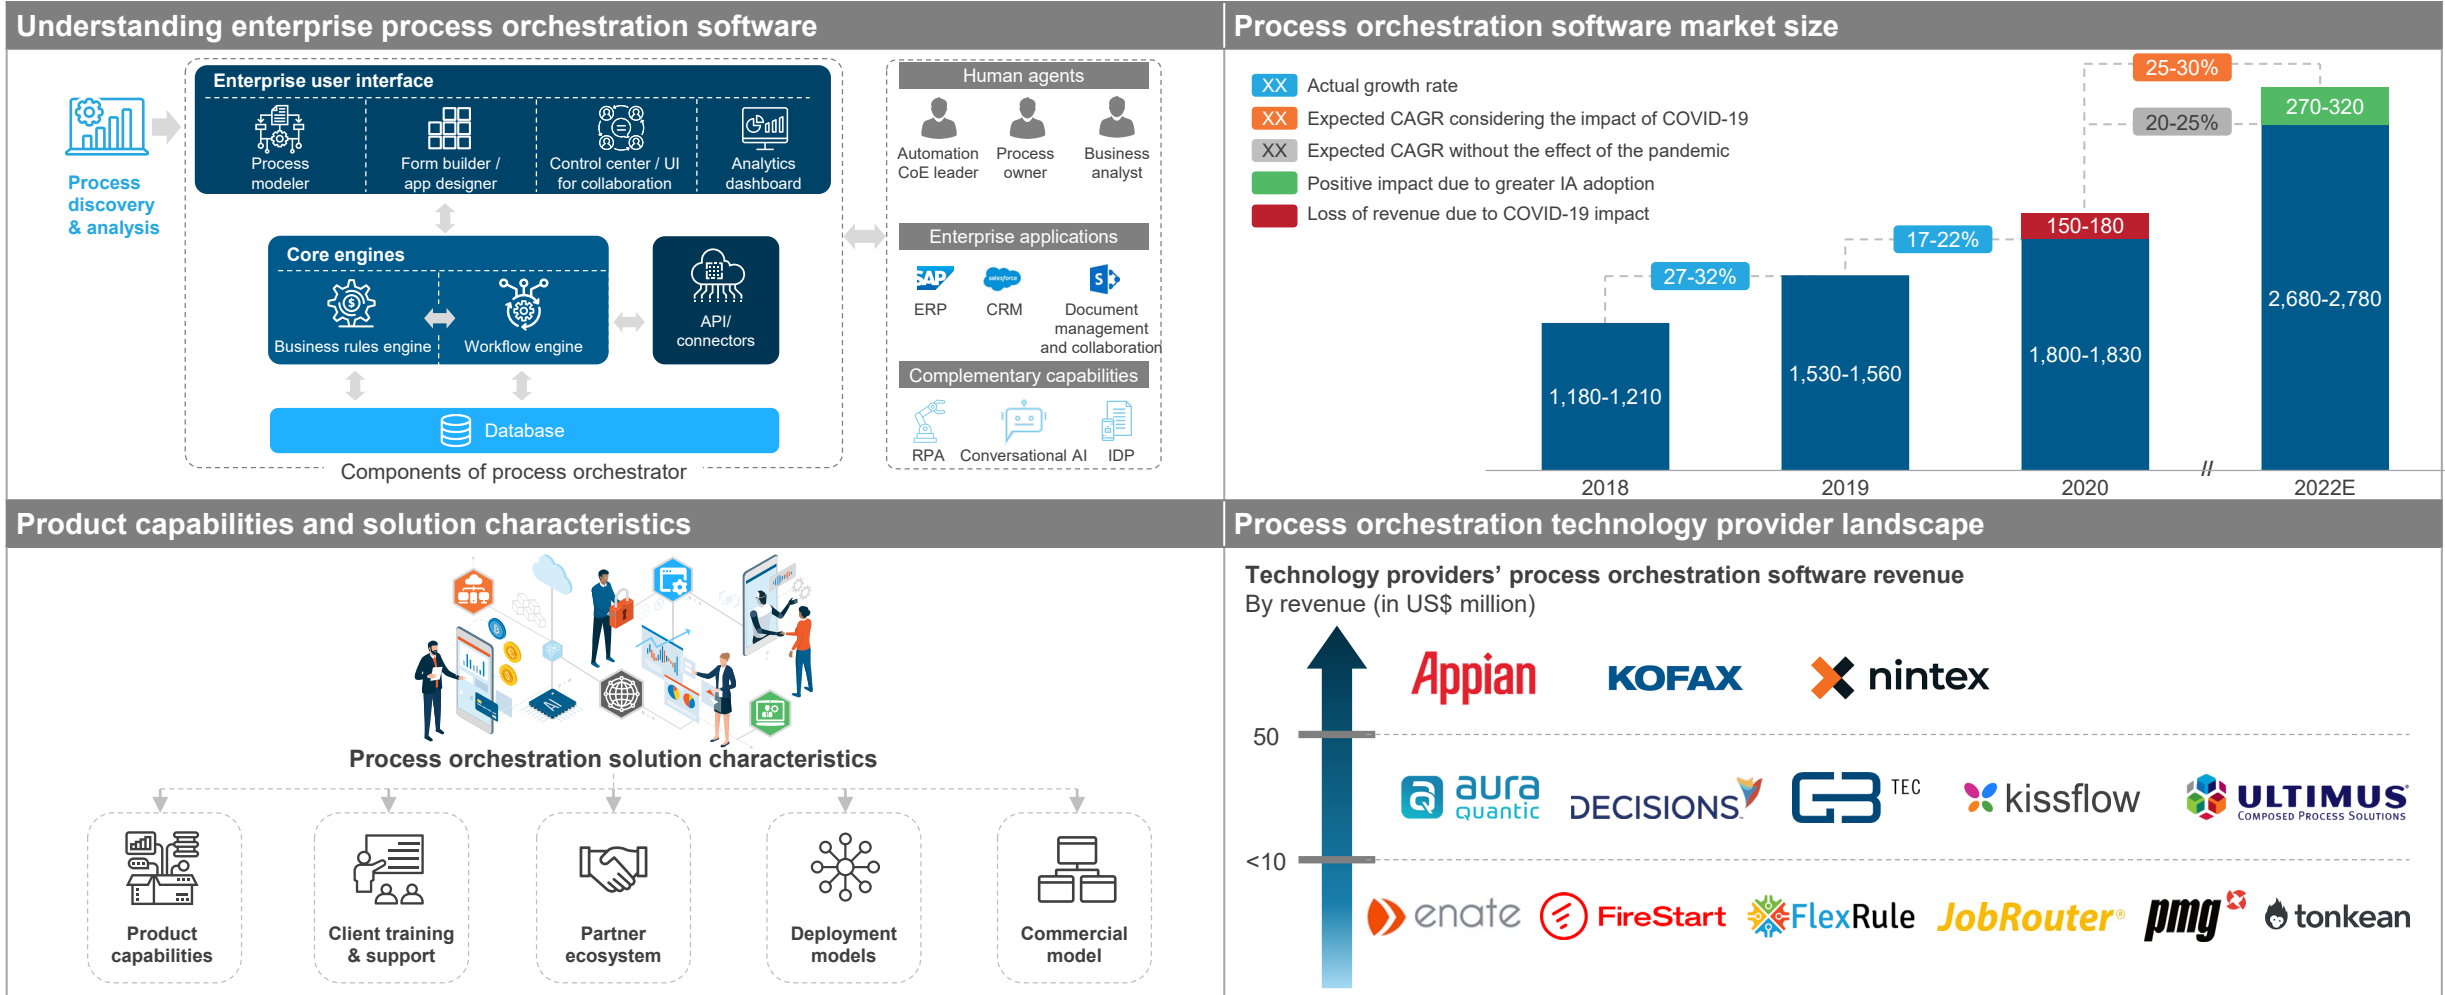 Understanding enterprise process orchestration software
Process
discovery
& analysis
Enterprise user interface
Process
modeler
Form builder /
app designer
Control center / UI
for collaboration
Analytics
dashboard
Core engines
Business rules engine
Workflow engine
API/
connectors
Database
Components of process orchestrator
Human agents
Automation
CoE leader
Process
owner
Business
analyst
Enterprise applications
SAP
salesforce
S
ERP
CRM
Document
management
and collaboration
Complementary capabilities
RPA
Conversational AI
IDP
Process orchestration software market size
XX Actual growth rate
XX Expected CAGR considering the impact of COVID-19
XX Expected CAGR without the effect of the pandemic
Positive impact due to greater IA adoption
Loss of revenue due to COVID-19 impact
27-32%
17-22%
25-30%
20-25%
1,180-1,210
1,530-1,560
150-180
1,800-1,830
270-320
2,680-2,780
2018
2019
2020
//
2022E
Product capabilities and solution characteristics
AI
Process orchestration solution characteristics
Product
capabilities
Client training
& support
Partner
ecosystem
Deployment
models
Commercial
model
Process orchestration technology provider landscape
Technology providers’ process orchestration software revenue
By revenue (in US$ million)
Appian
KOFAX
nintex
50
aura
quantic
DECISIONS
GB TEC
kissflow
ULTIMUS
COMPOSED PROCESS SOLUTIONS
<10
enate
FireStart
FlexRule
JobRouter®
pmg
tonkean